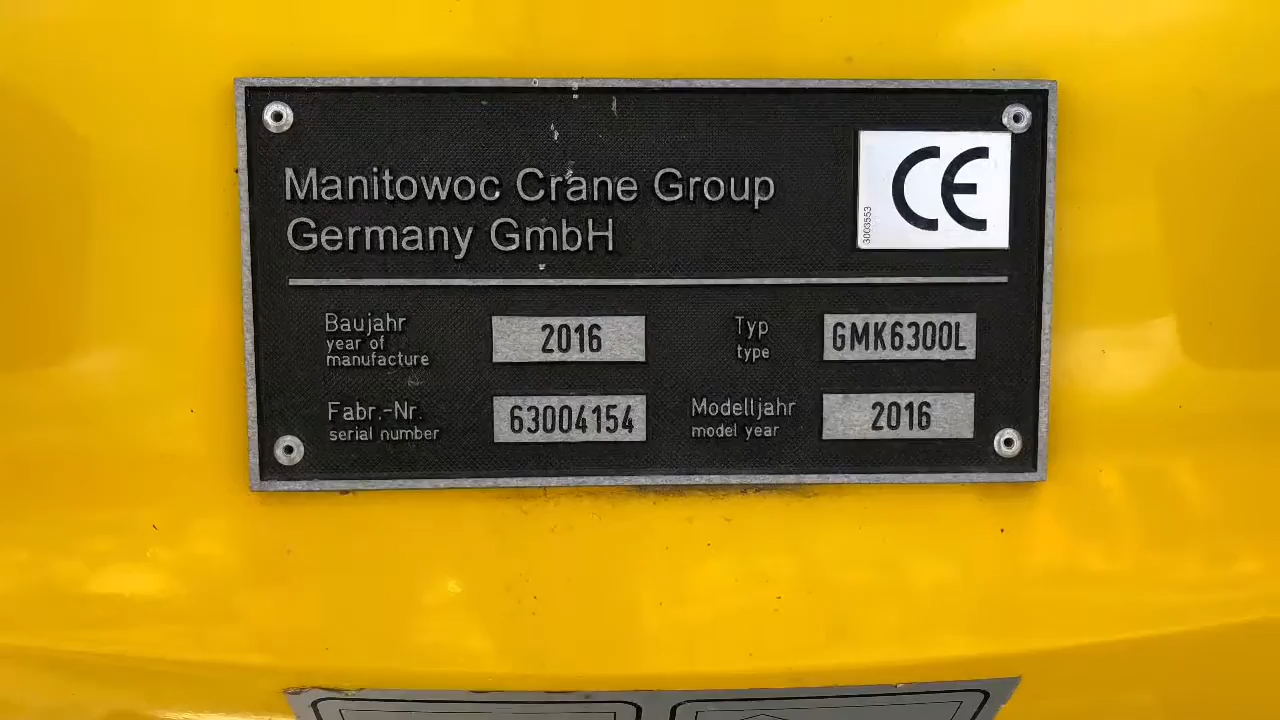 Manitowoc Crane Group
Germany GmbH
CE
3003553
Baujahr
year of
manufacture
2016
Typ
type
GMK6300L
Fabr.-Nr.
serial number
63004154
Modelljahr
model year
2016